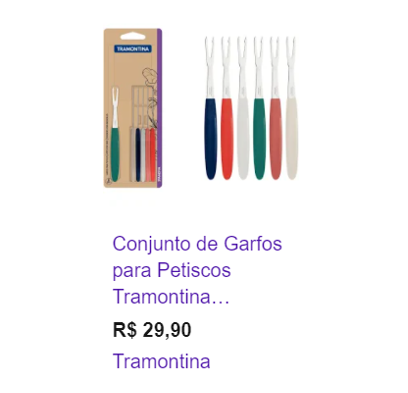 TRAMONTINA
Conjunto de Garfos
para Petiscos
Tramontina…
R$ 29,90
Tramontina